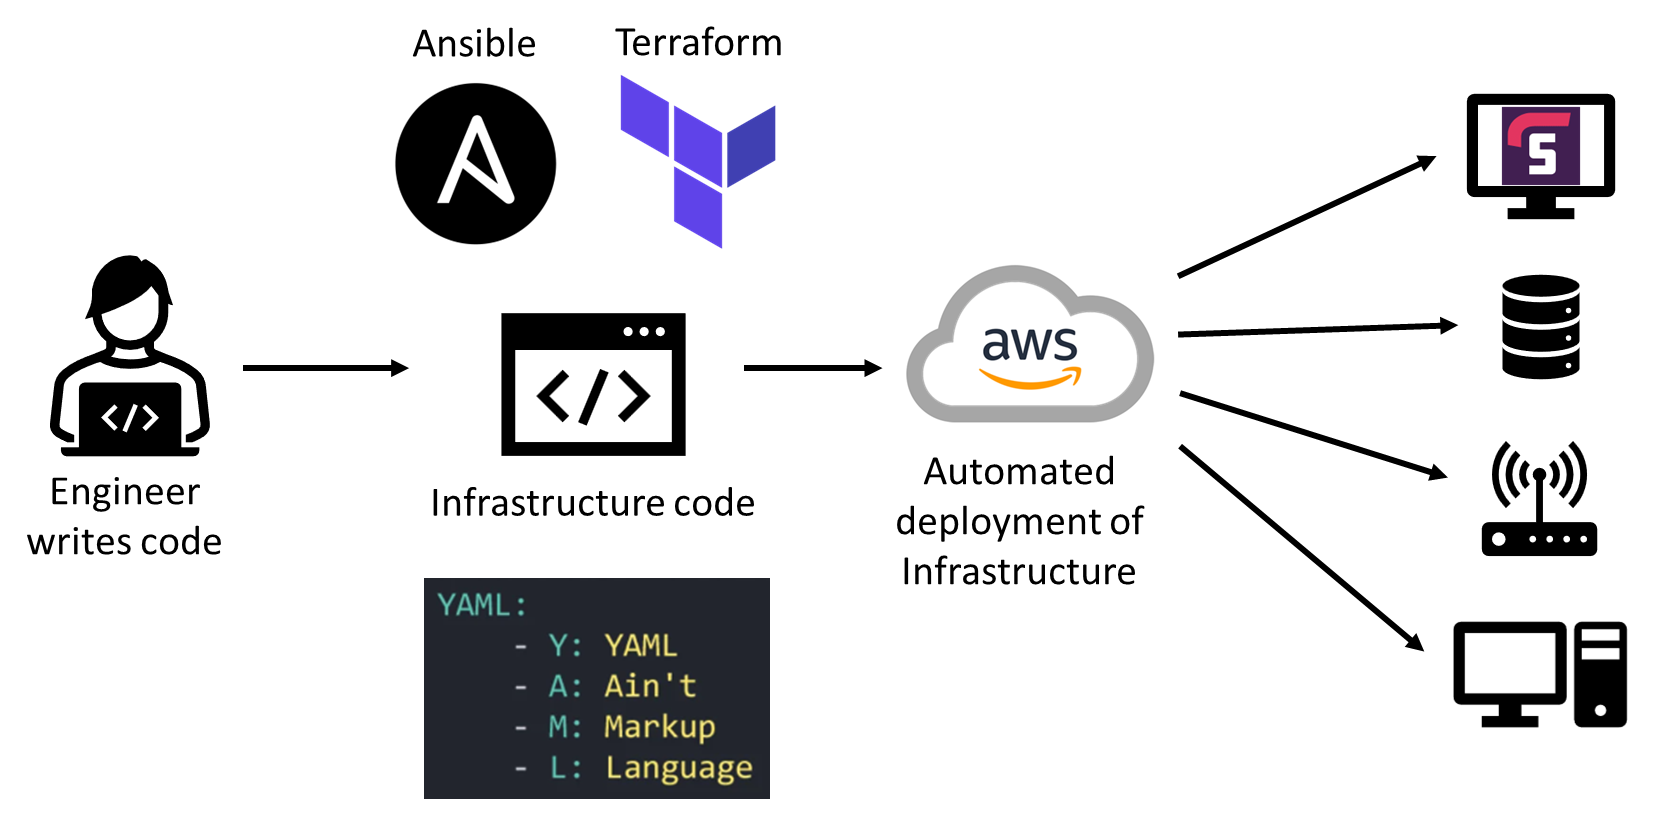 Ansible
Terraform
</>
Engineer
writes code
</>
Infrastructure code
YAML:
- Y: YAML
- A: Ain't
- M: Markup
- L: Language
aws
Automated
deployment of
Infrastructure
S